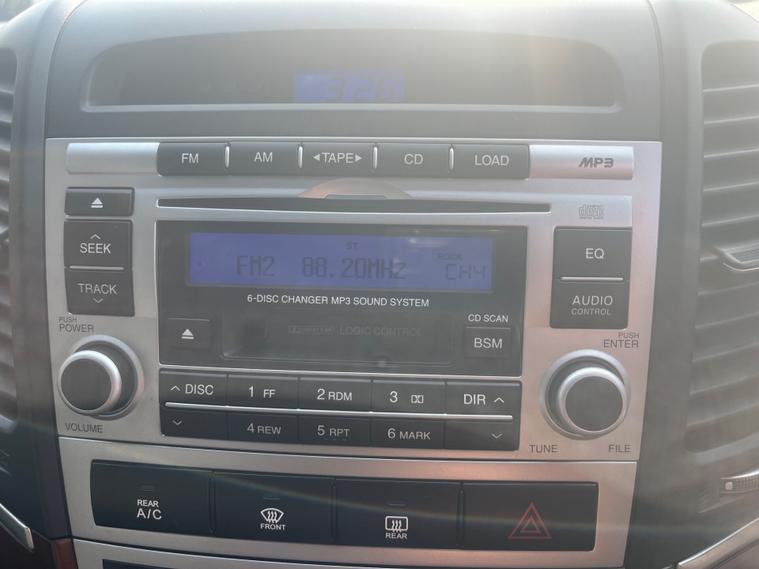 FM AM TAPE CD LOAD MP3
SEEK
TRACK
EQ
AUDIO
CONTROL
ST
ROCK
FM2 88.20MHz CH4
6-DISC CHANGER MP3 SOUND SYSTEM
LOGIC CONTROL
CD SCAN
BSM
PUSH
POWER
PUSH
ENTER
DISC 1 FF 2 RDM 3 DIR
4 REW 5 RPT 6 MARK
VOLUME
TUNE FILE
REAR
A/C
FRONT
REAR